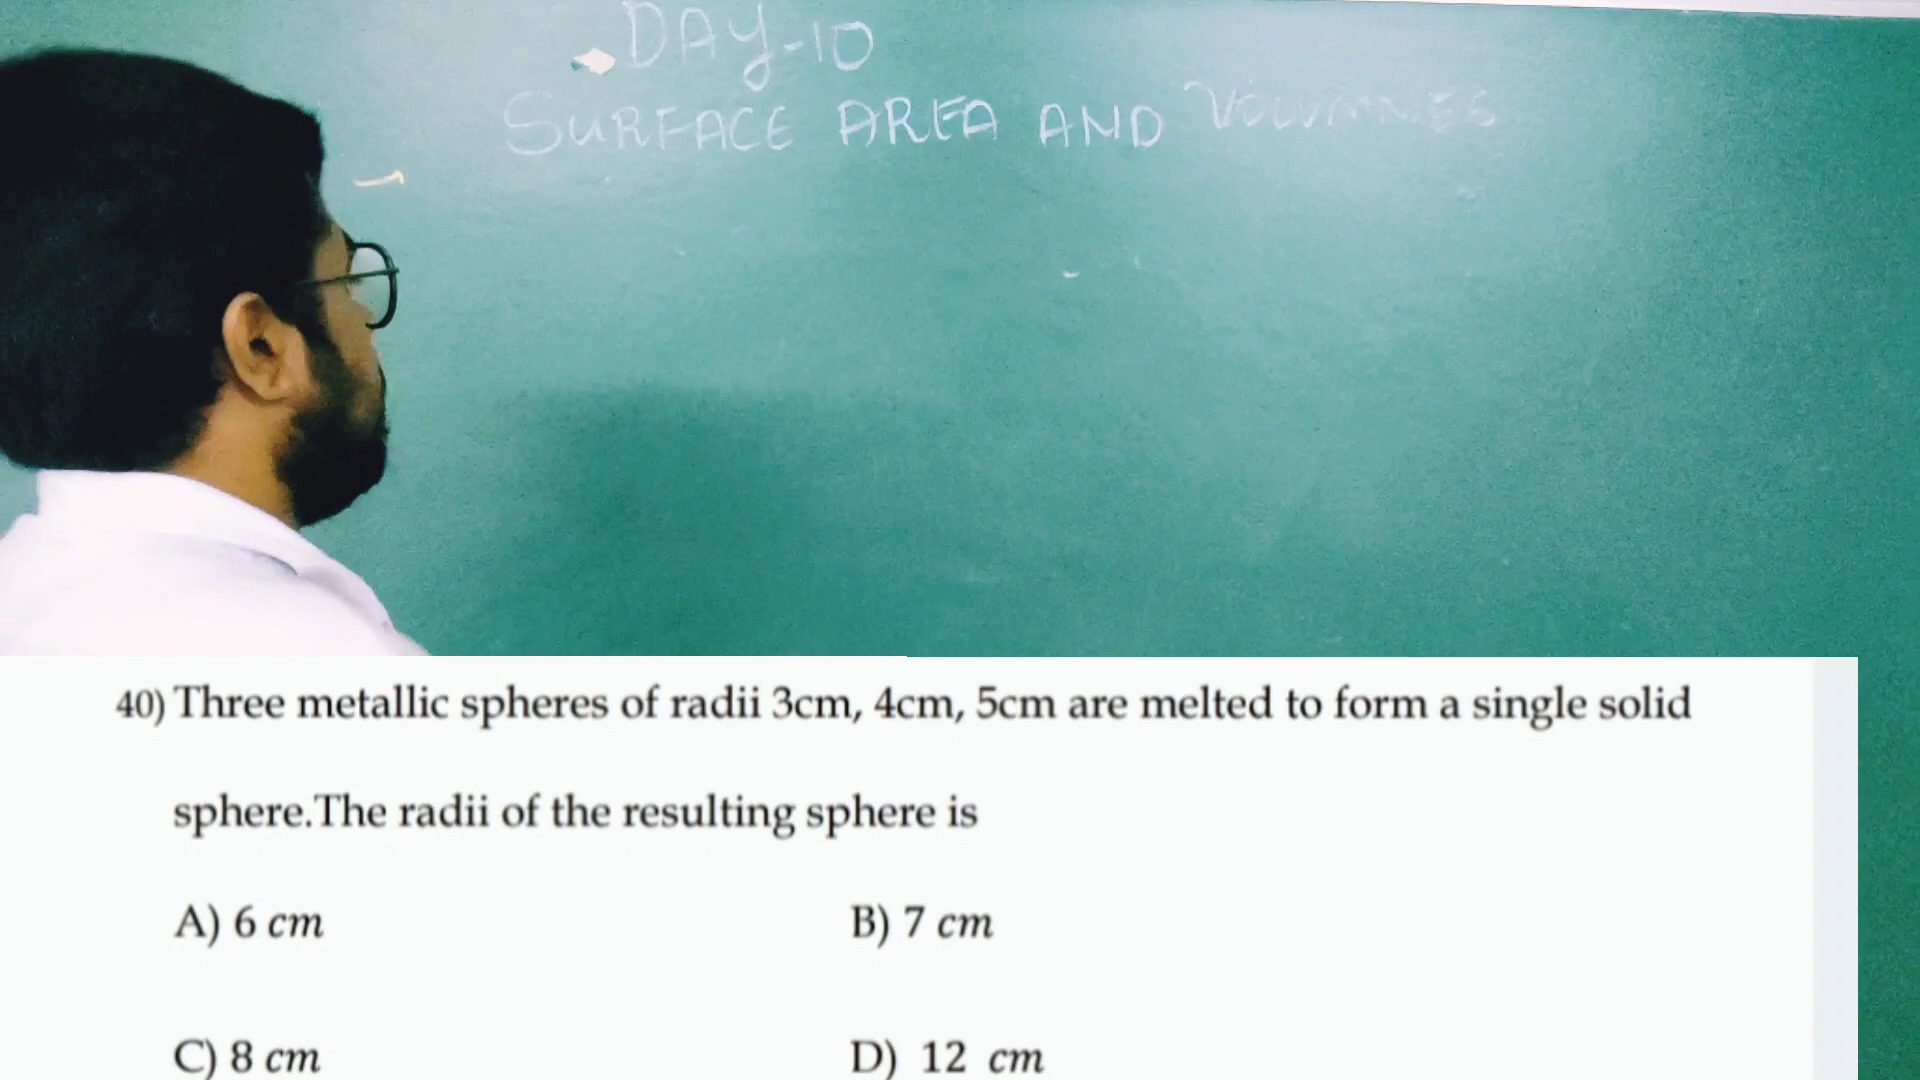 DAY-10
SURFACE AREA AND VOLUMNES
40) Three metallic spheres of radii 3cm, 4cm, 5cm are melted to form a single solid
sphere.The radii of the resulting sphere is
A) 6 cm B) 7 cm
C) 8 cm D) 12 cm